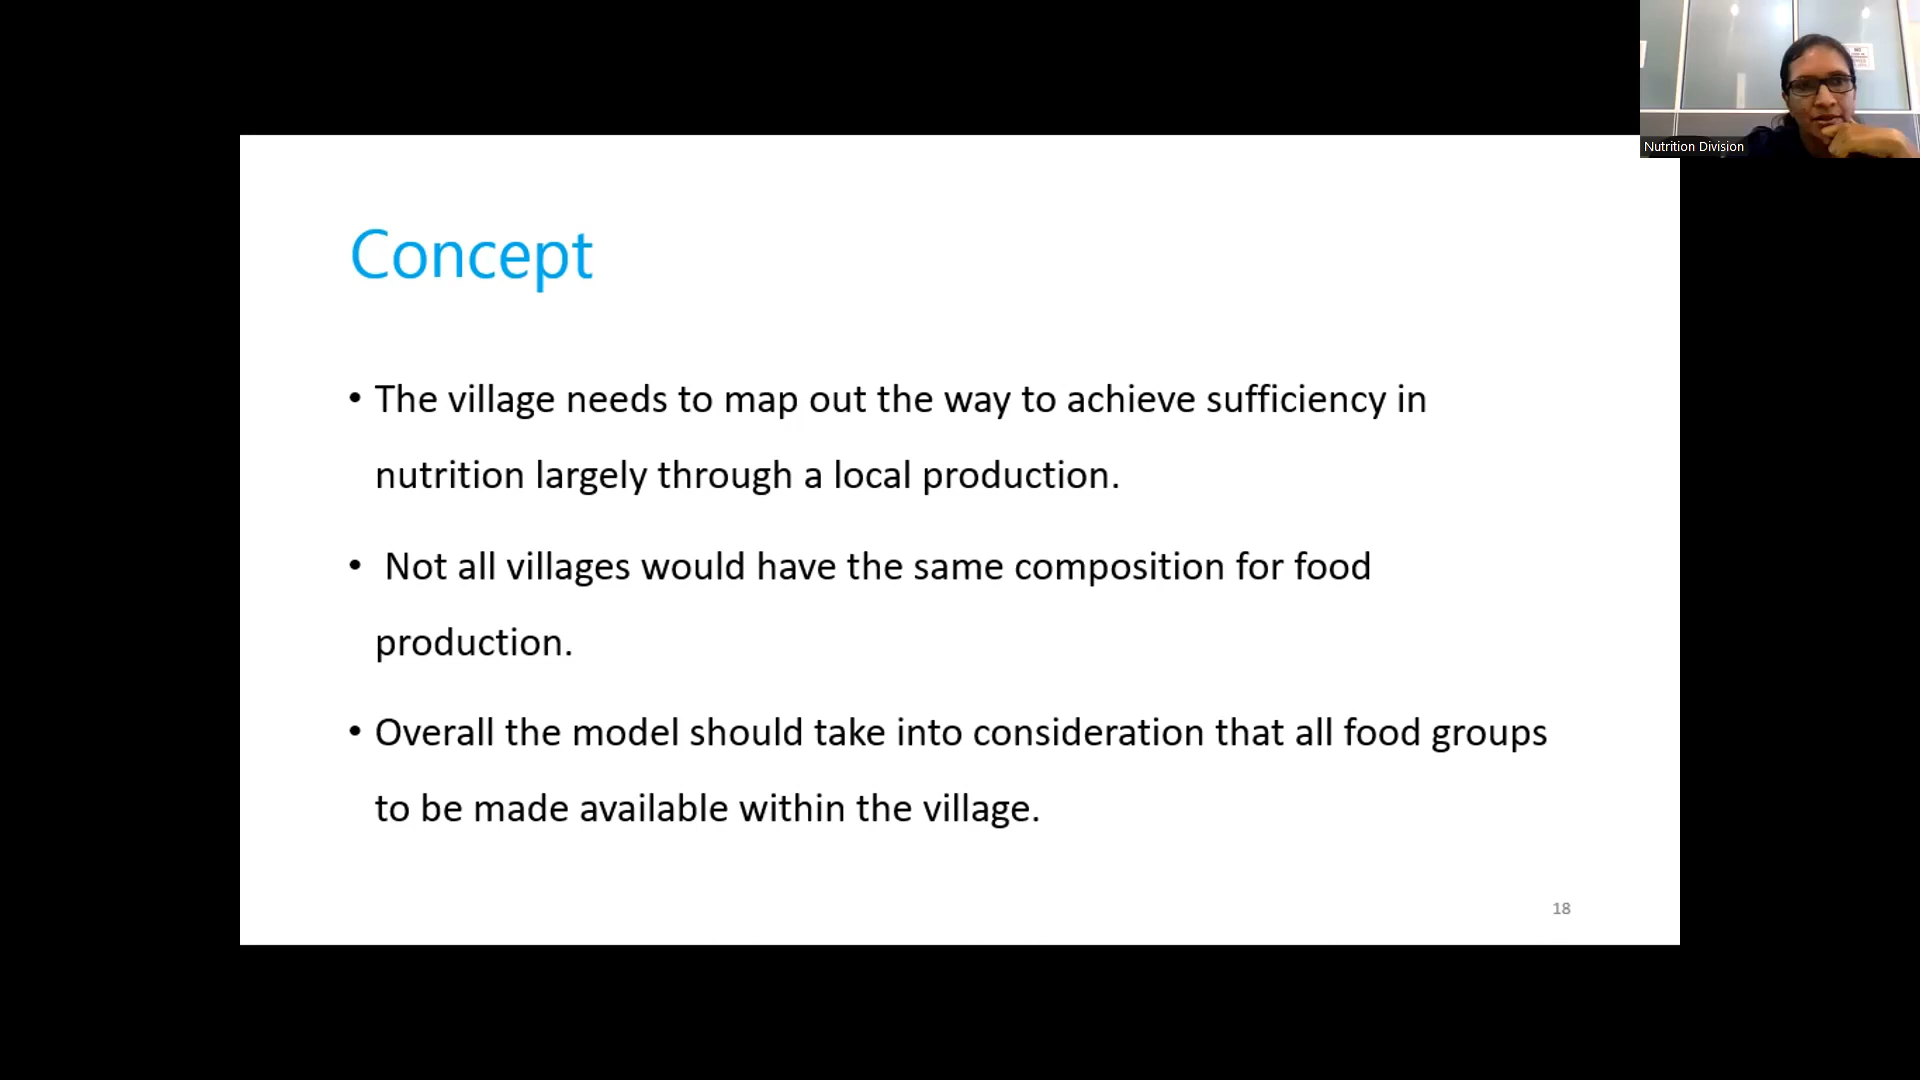 Nutrition Division
Concept
• The village needs to map out the way to achieve sufficiency in
nutrition largely through a local production.
• Not all villages would have the same composition for food
production.
• Overall the model should take into consideration that all food groups
to be made available within the village.
18